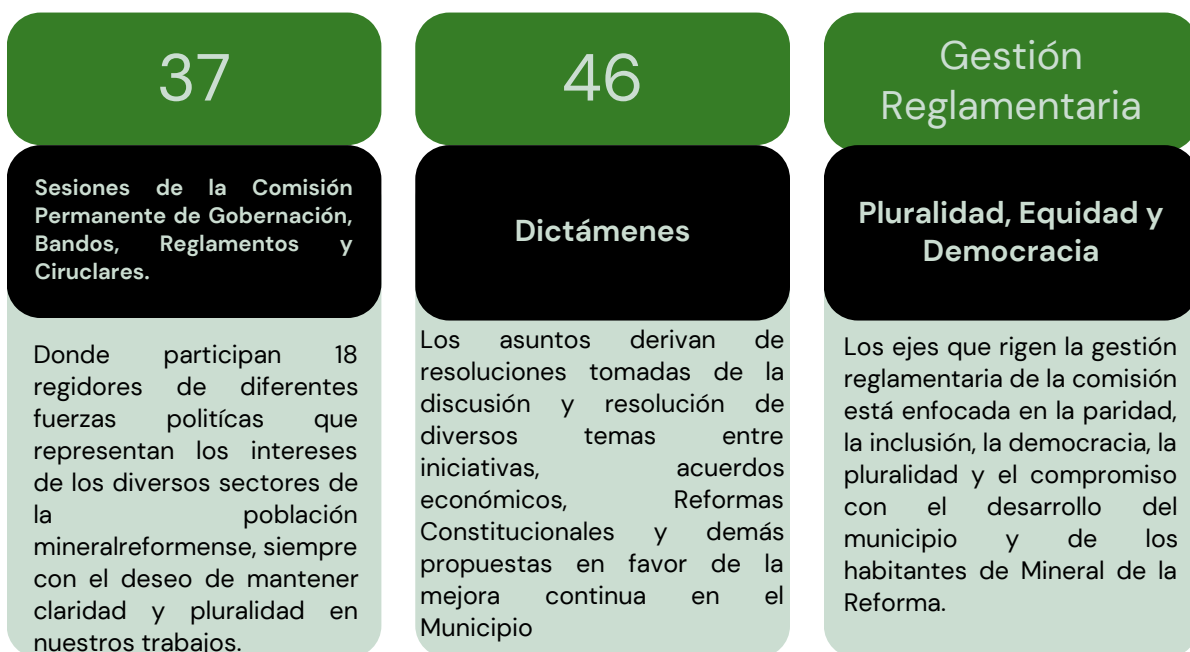 37
Sesiones de la Comisión
Permanente de Gobernación,
Bandos, Reglamentos y
Ciruclares.
Donde participan 18
regidores de diferentes
fuerzas politícas que
representan los intereses
de los diversos sectores de
la población
mineralreformense, siempre
con el deseo de mantener
claridad y pluralidad en
nuestros trabajos.
46
Dictámenes
Los asuntos derivan de
resoluciones tomadas de la
discusión y resolución de
diversos temas entre
iniciativas, acuerdos
económicos, Reformas
Constitucionales y demás
propuestas en favor de la
mejora continua en el
Municipio
Gestión
Reglamentaria
Pluralidad, Equidad y
Democracia
Los ejes que rigen la gestión
reglamentaria de la comisión
está enfocada en la paridad,
la inclusión, la democracia, la
pluralidad y el compromiso
con el desarrollo del
municipio y de los
habitantes de Mineral de la
Reforma.